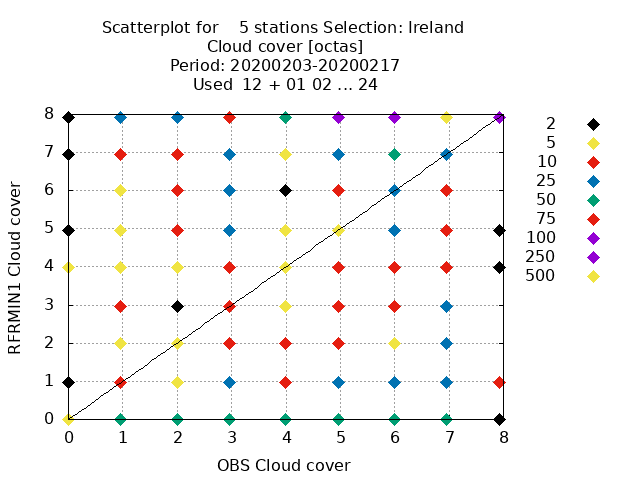 Scatterplot for    5 stations Selection: Ireland
Cloud cover [octas]
Period: 20200203-20200217
Used  12 + 01 02 ... 24
RFRMIN1 Cloud cover
8
7
6
5
4
3
2
1
0
0 1 2 3 4 5 6 7 8
OBS Cloud cover
2
5
10
25
50
75
100
250
500